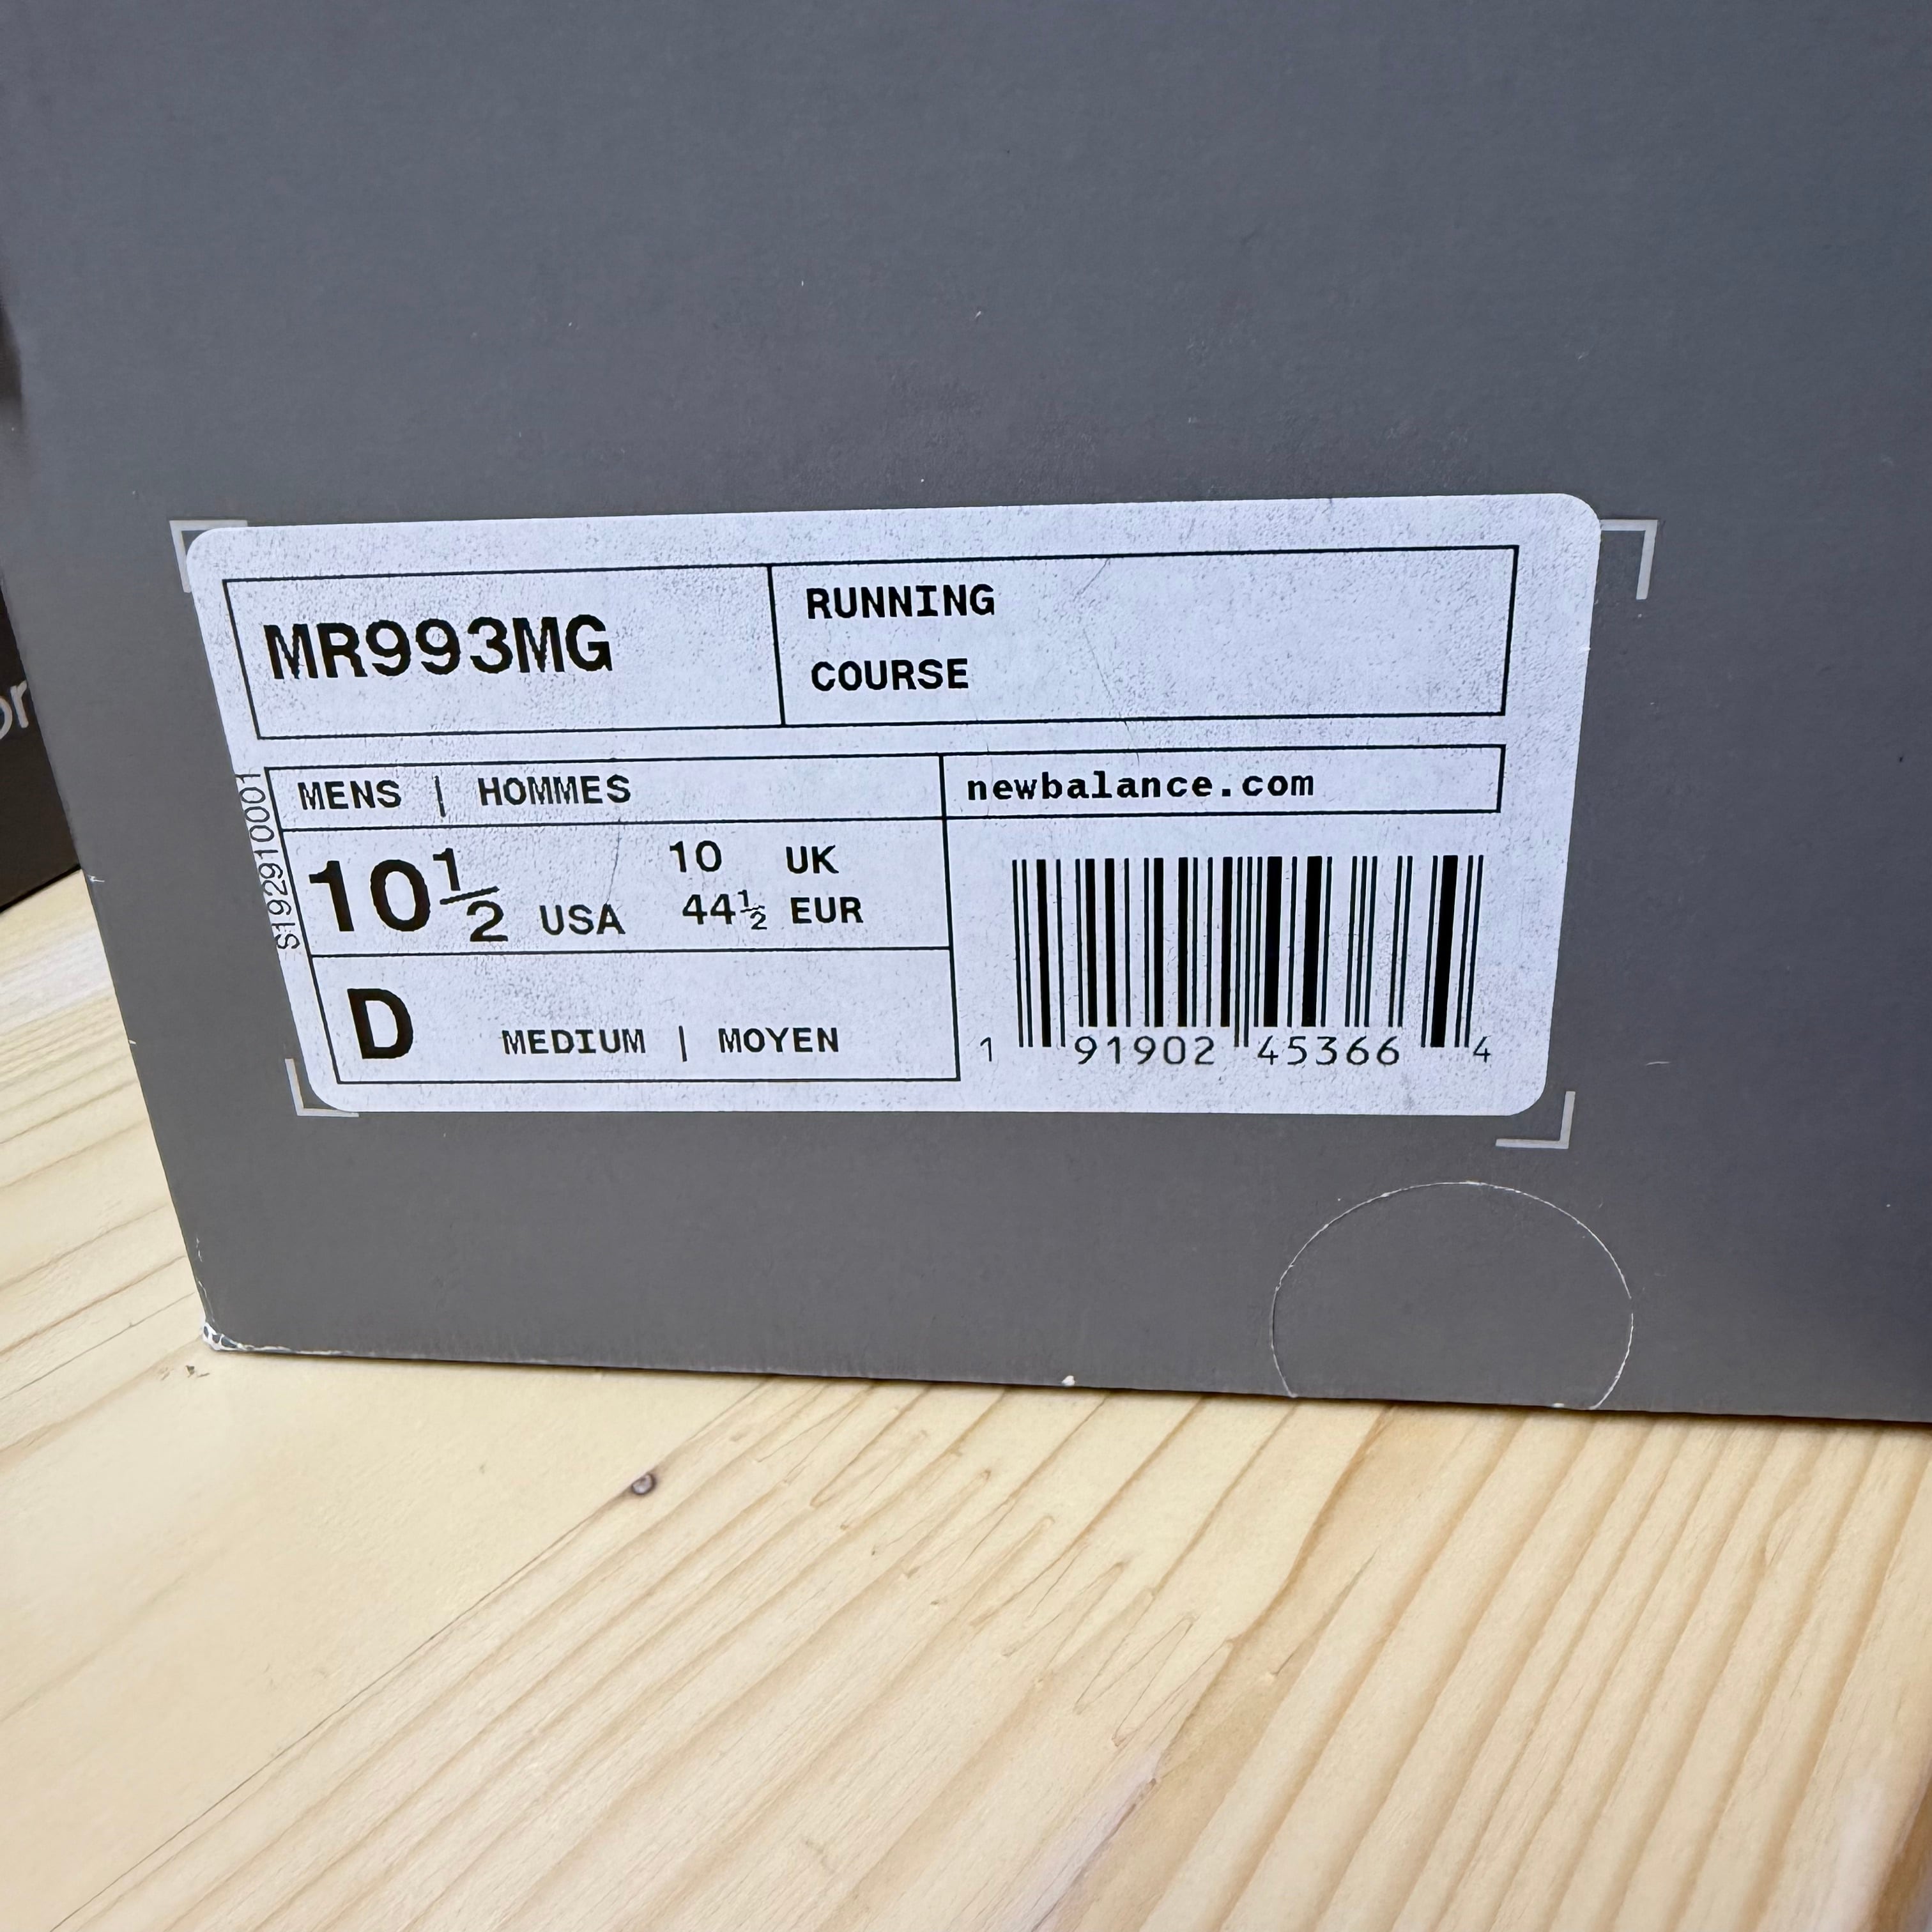 MR993MG
RUNNING
COURSE
MENS | HOMMES
newbalance.com
10½ USA
10 UK
44½ EUR
D
MEDIUM | MOYEN
1 91902 45366 4
S192910001